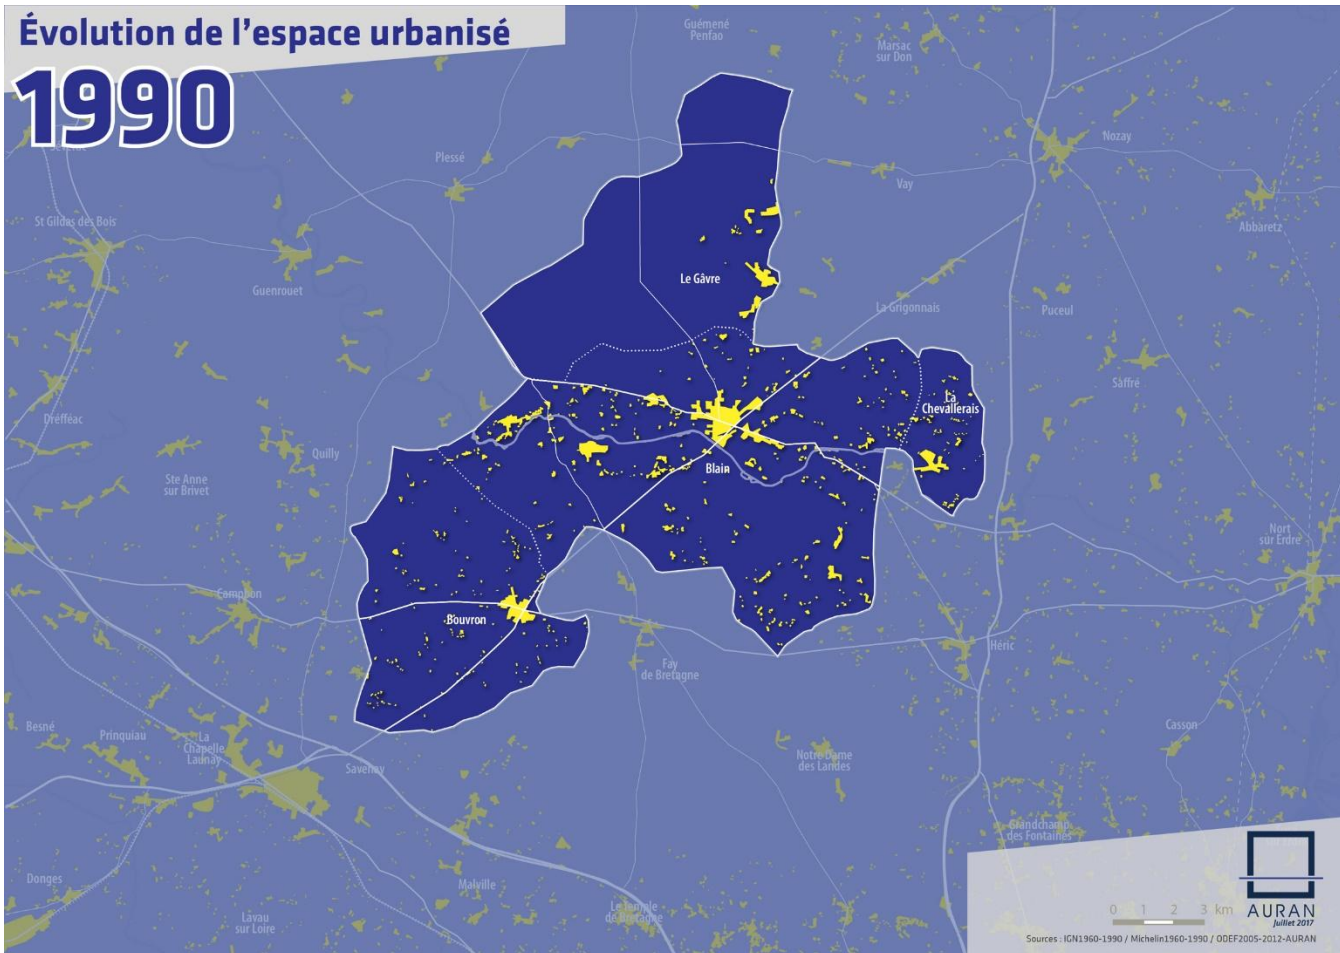 Évolution de l'espace urbanisé
1990
Guémené
Penfao
Marsac
sur Don
Nozay
Plessé
Vay
St Gildas des Bois
Abbaretz
Le Gâvre
Guenrouet
La Grigonnais
Puceul
Saffré
La
Chevallerais
Drefféac
Quilly
Blain
Ste Anne
sur Brivet
Nort
sur Erdre
Campbon
Bouvron
Héric
Fay
de Bretagne
Besné
Prinquiau
La
Chapelle
Launay
Savenay
Casson
Notre Dame
des Landes
Grandchamp
des Fontaines
Donges
Malville
Lavau
sur Loire
Le Temple
de Bretagne
0 1 2 3 km
AURAN
Juillet 2017
Sources : IGN1960-1990 / Michelin1960-1990 / ODEF2005-2012-AURAN